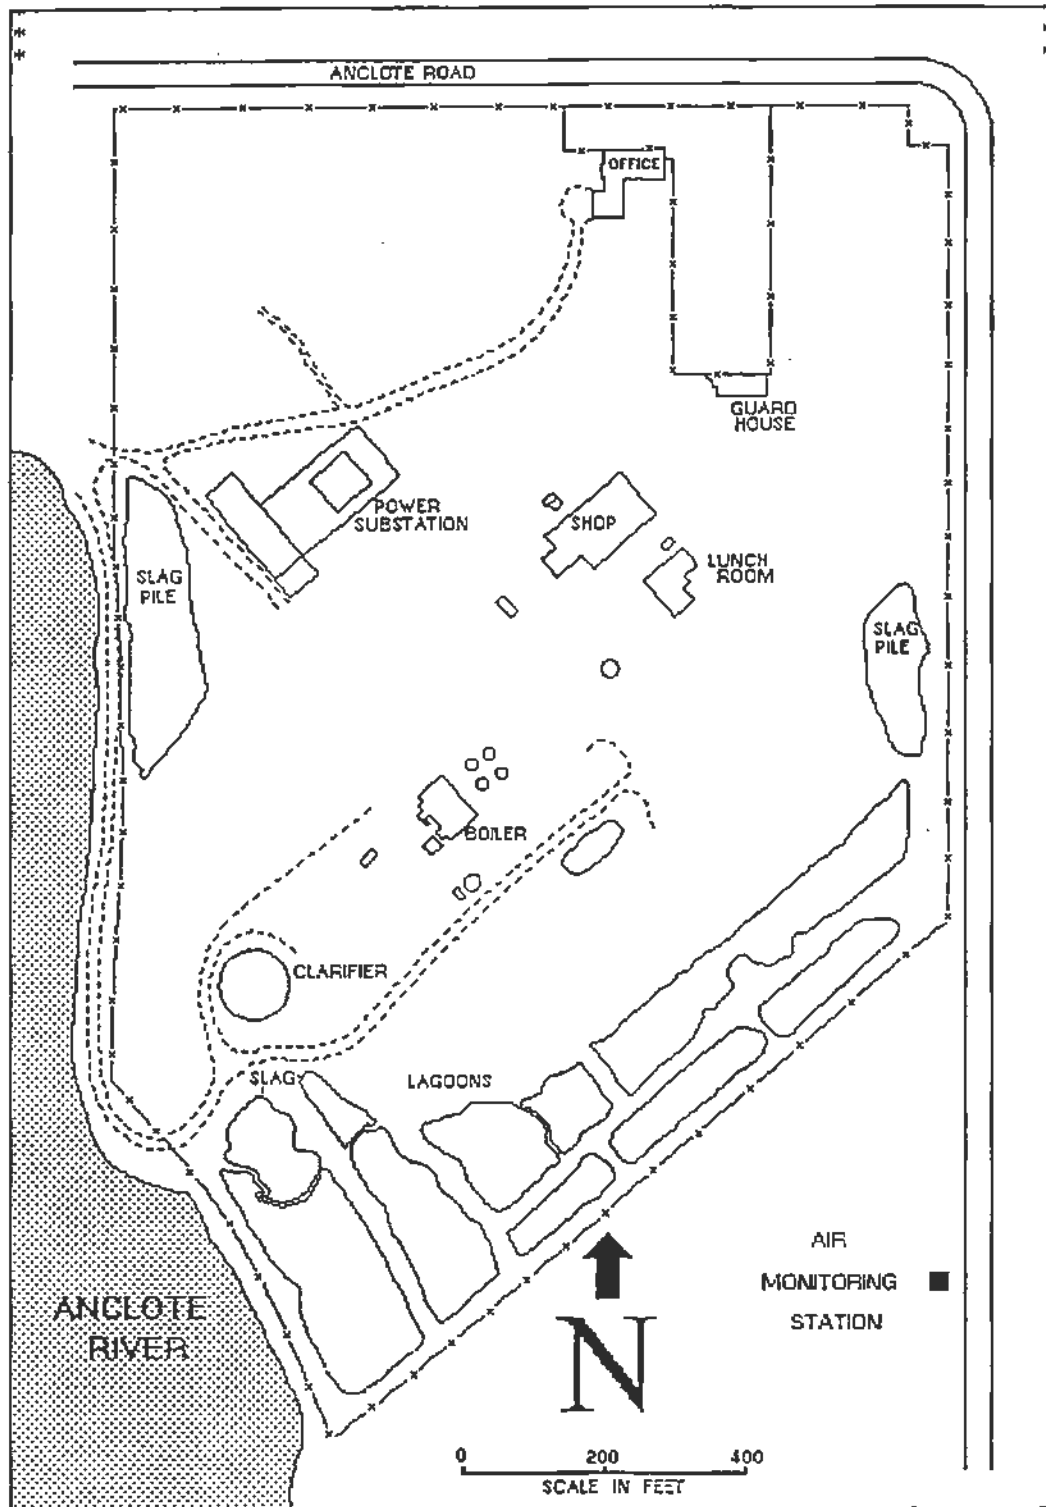 * *
* *
ANCLOTE ROAD
OFFICE
GUARD
HOUSE
POWER
SUBSTATION
SHOP
LUNCH
ROOM
SLAG
PILE
SLAG
PILE
BOILER
CLARIFIER
SLAG
LAGOONS
AIR
MONITORING
STATION
ANCLOTE
RIVER
N
0 200 400
SCALE IN FEET